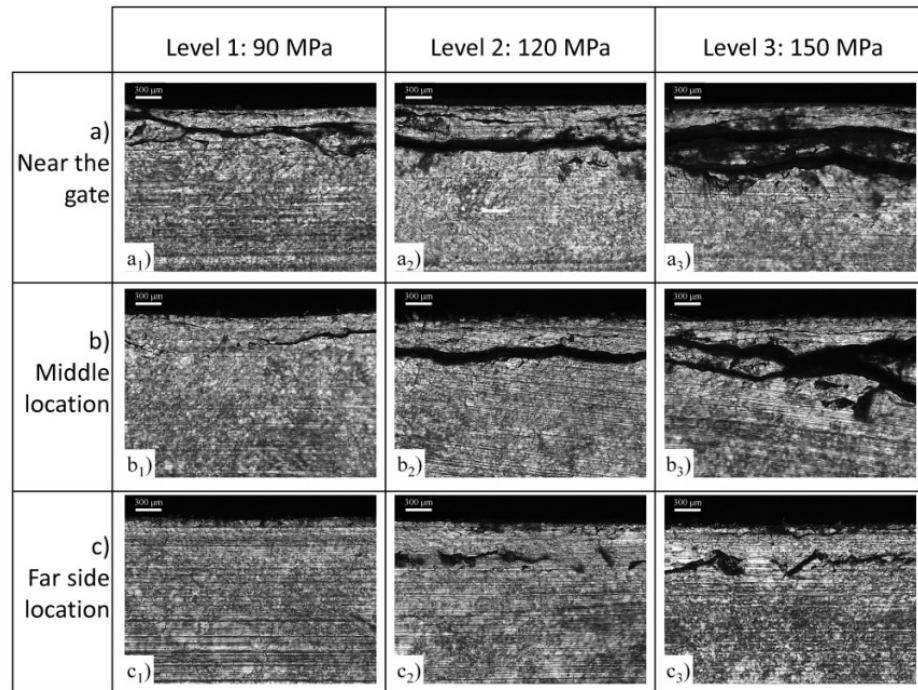 Level 1: 90 MPa
Level 2: 120 MPa
Level 3: 150 MPa
a)
Near the
gate
300 µm
300 µm
300 µm
a1)
a2)
a3)
b)
Middle
location
300 µm
300 µm
300 µm
b1)
b2)
b3)
c)
Far side
location
300 µm
300 µm
300 µm
c1)
c2)
c3)